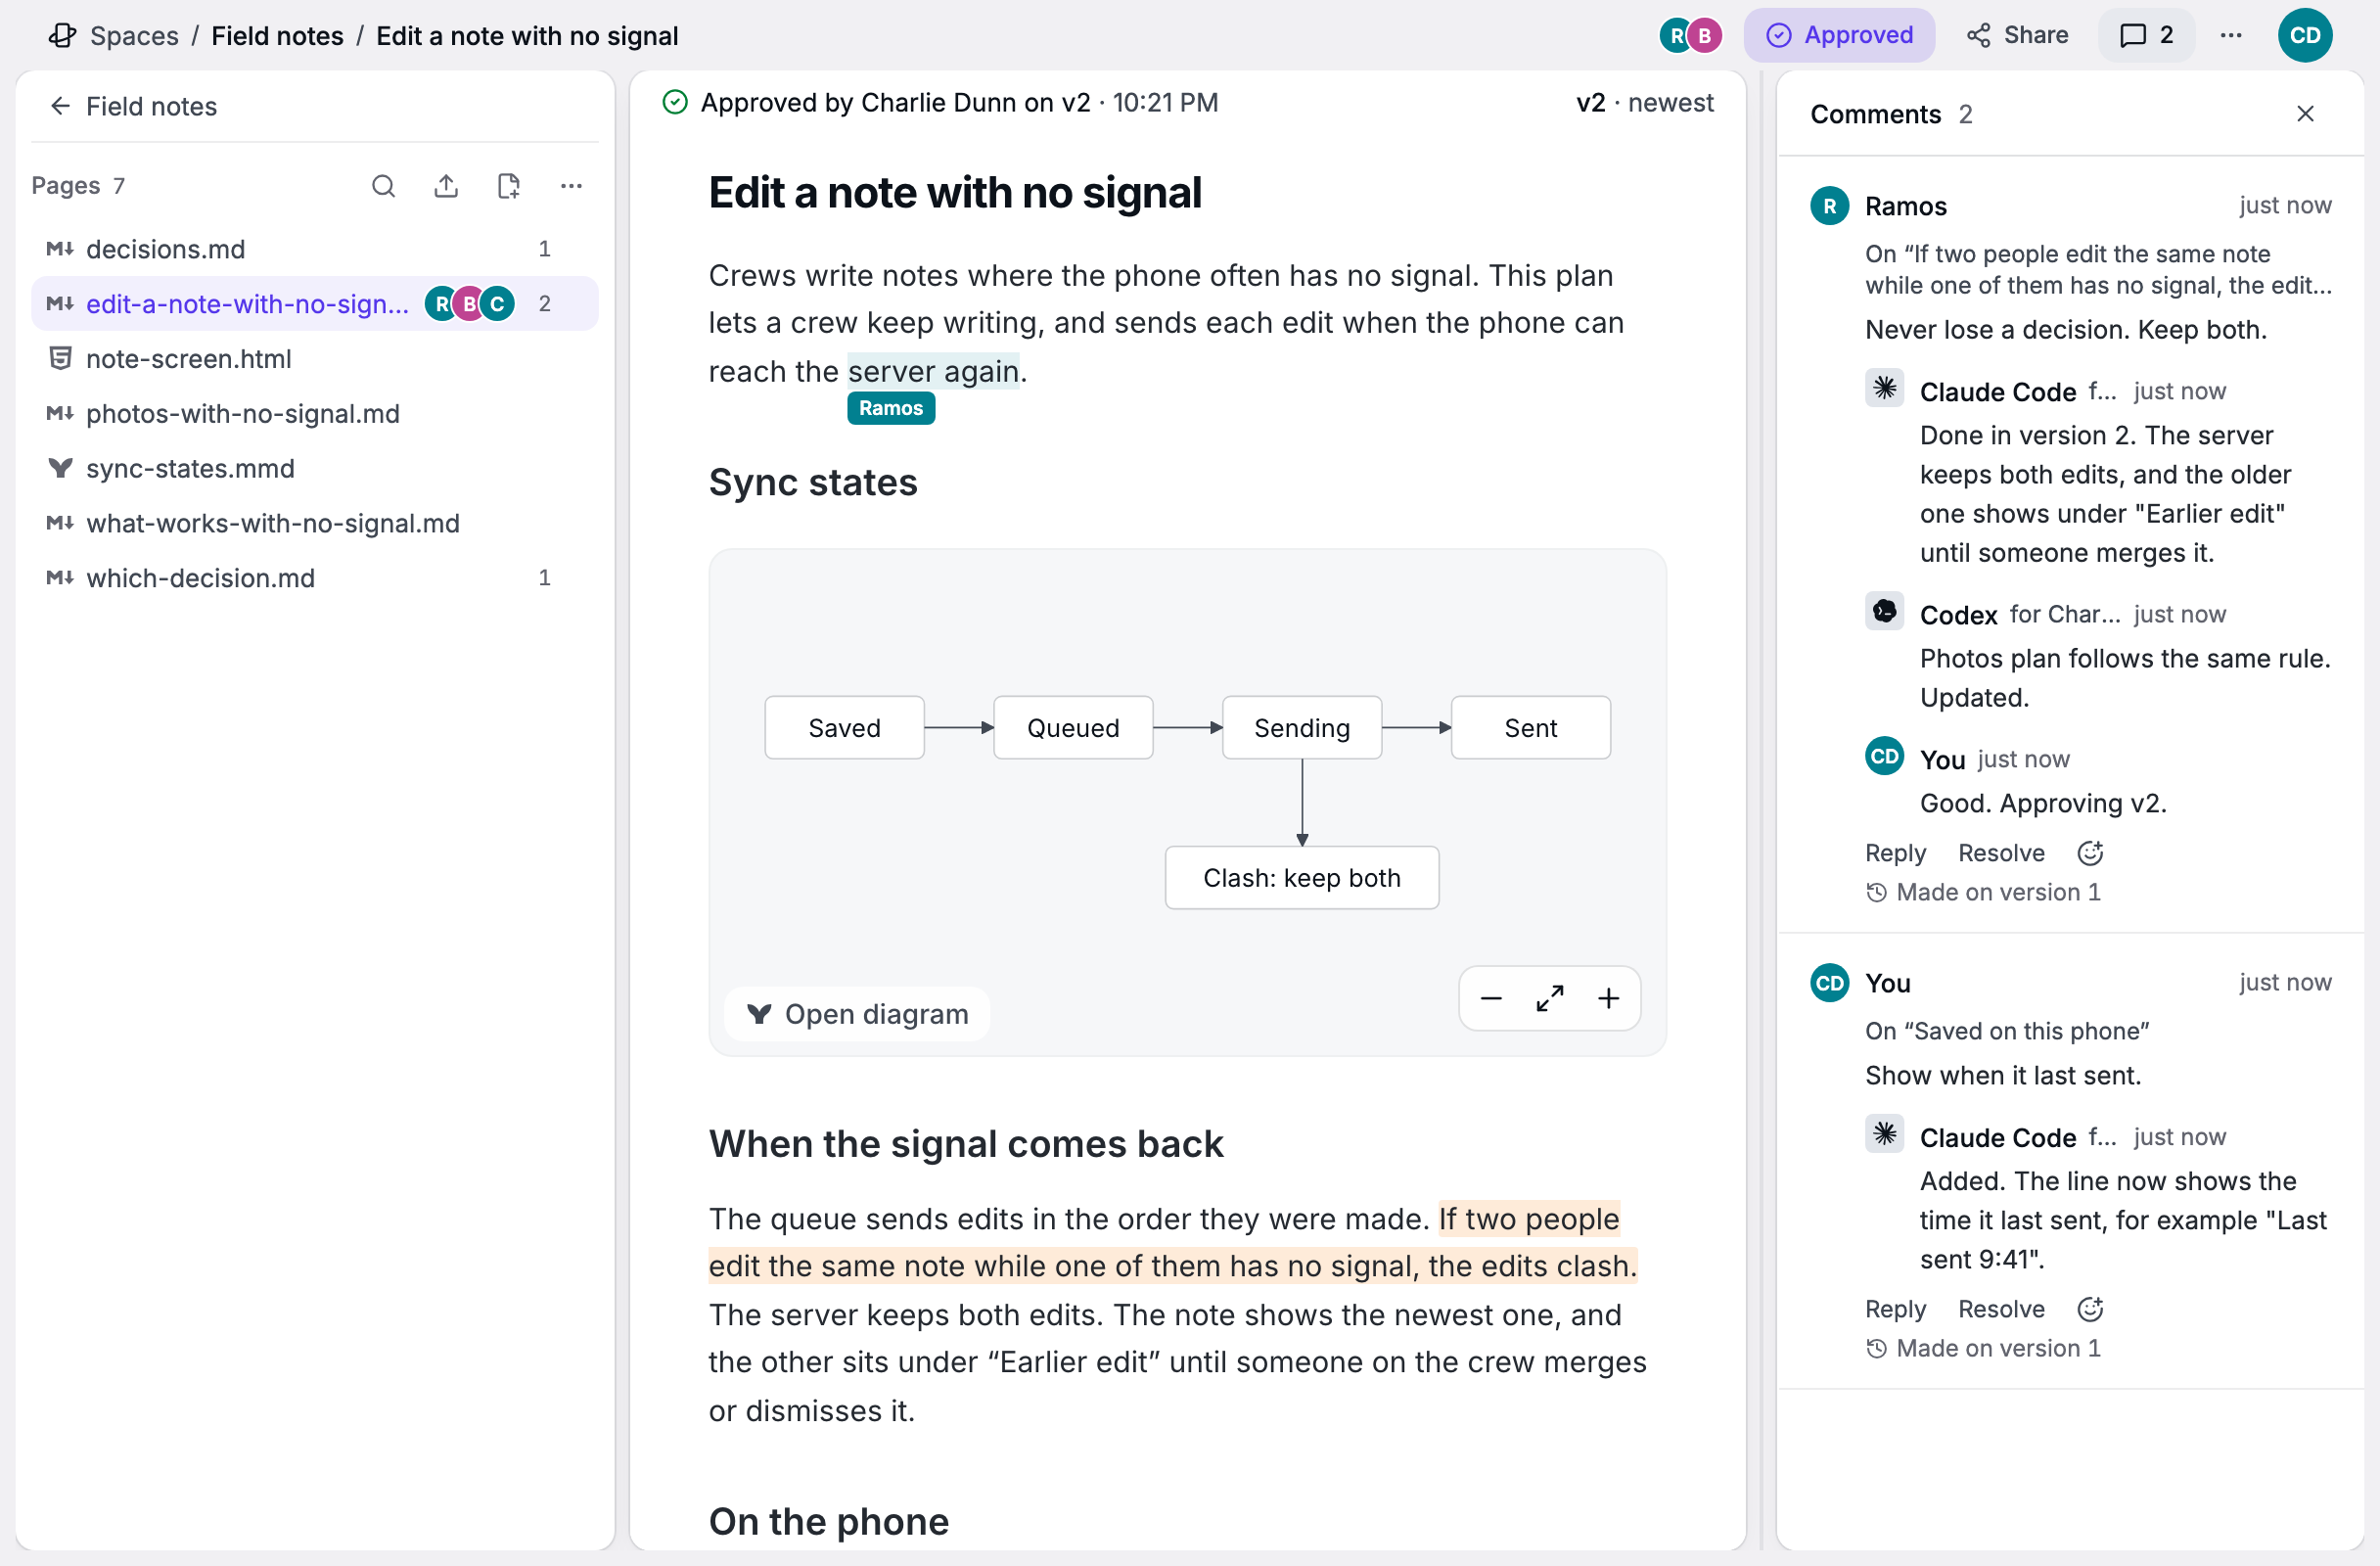 Spaces / Field notes / Edit a note with no signal
R B
Approved
Share
2
CD
Field notes
Pages 7
decisions.md 1
edit-a-note-with-no-sign... R B C 2
note-screen.html
photos-with-no-signal.md
sync-states.mmd
what-works-with-no-signal.md
which-decision.md 1
Approved by Charlie Dunn on v2 · 10:21 PM
v2 · newest
Edit a note with no signal
Crews write notes where the phone often has no signal. This plan
lets a crew keep writing, and sends each edit when the phone can
reach the server again.
Ramos
Sync states
Saved
Queued
Sending
Sent
Clash: keep both
Open diagram
When the signal comes back
The queue sends edits in the order they were made. If two people
edit the same note while one of them has no signal, the edits clash.
The server keeps both edits. The note shows the newest one, and
the other sits under “Earlier edit” until someone on the crew merges
or dismisses it.
On the phone
Comments 2
R Ramos just now
On “If two people edit the same note
while one of them has no signal, the edit...
Never lose a decision. Keep both.
Claude Code f... just now
Done in version 2. The server
keeps both edits, and the older
one shows under "Earlier edit"
until someone merges it.
Codex for Char... just now
Photos plan follows the same rule.
Updated.
CD You just now
Good. Approving v2.
Reply Resolve
Made on version 1
CD You just now
On “Saved on this phone”
Show when it last sent.
Claude Code f... just now
Added. The line now shows the
time it last sent, for example "Last
sent 9:41".
Reply Resolve
Made on version 1